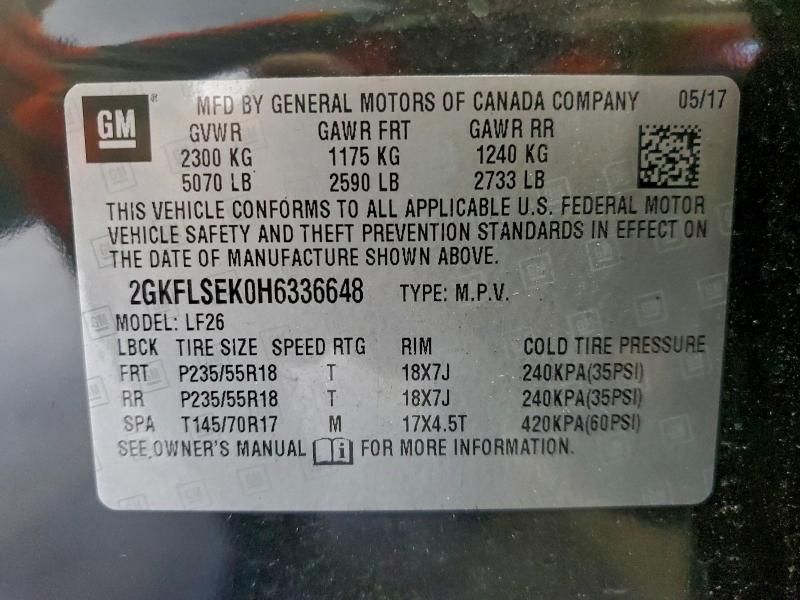 GM ® MFD BY GENERAL MOTORS OF CANADA COMPANY 05/17
GVWR GAWR FRT GAWR RR
2300 KG 1175 KG 1240 KG
5070 LB 2590 LB 2733 LB
THIS VEHICLE CONFORMS TO ALL APPLICABLE U.S. FEDERAL MOTOR
VEHICLE SAFETY AND THEFT PREVENTION STANDARDS IN EFFECT ON
THE DATE OF MANUFACTURE SHOWN ABOVE.
2GKFLSEK0H6336648 TYPE: M.P.V.
MODEL: LF26
LBCK TIRE SIZE SPEED RTG RIM COLD TIRE PRESSURE
FRT P235/55R18 T 18X7J 240KPA(35PSI)
RR P235/55R18 T 18X7J 240KPA(35PSI)
SPA T145/70R17 M 17X4.5T 420KPA(60PSI)
SEE OWNER'S MANUAL i FOR MORE INFORMATION.